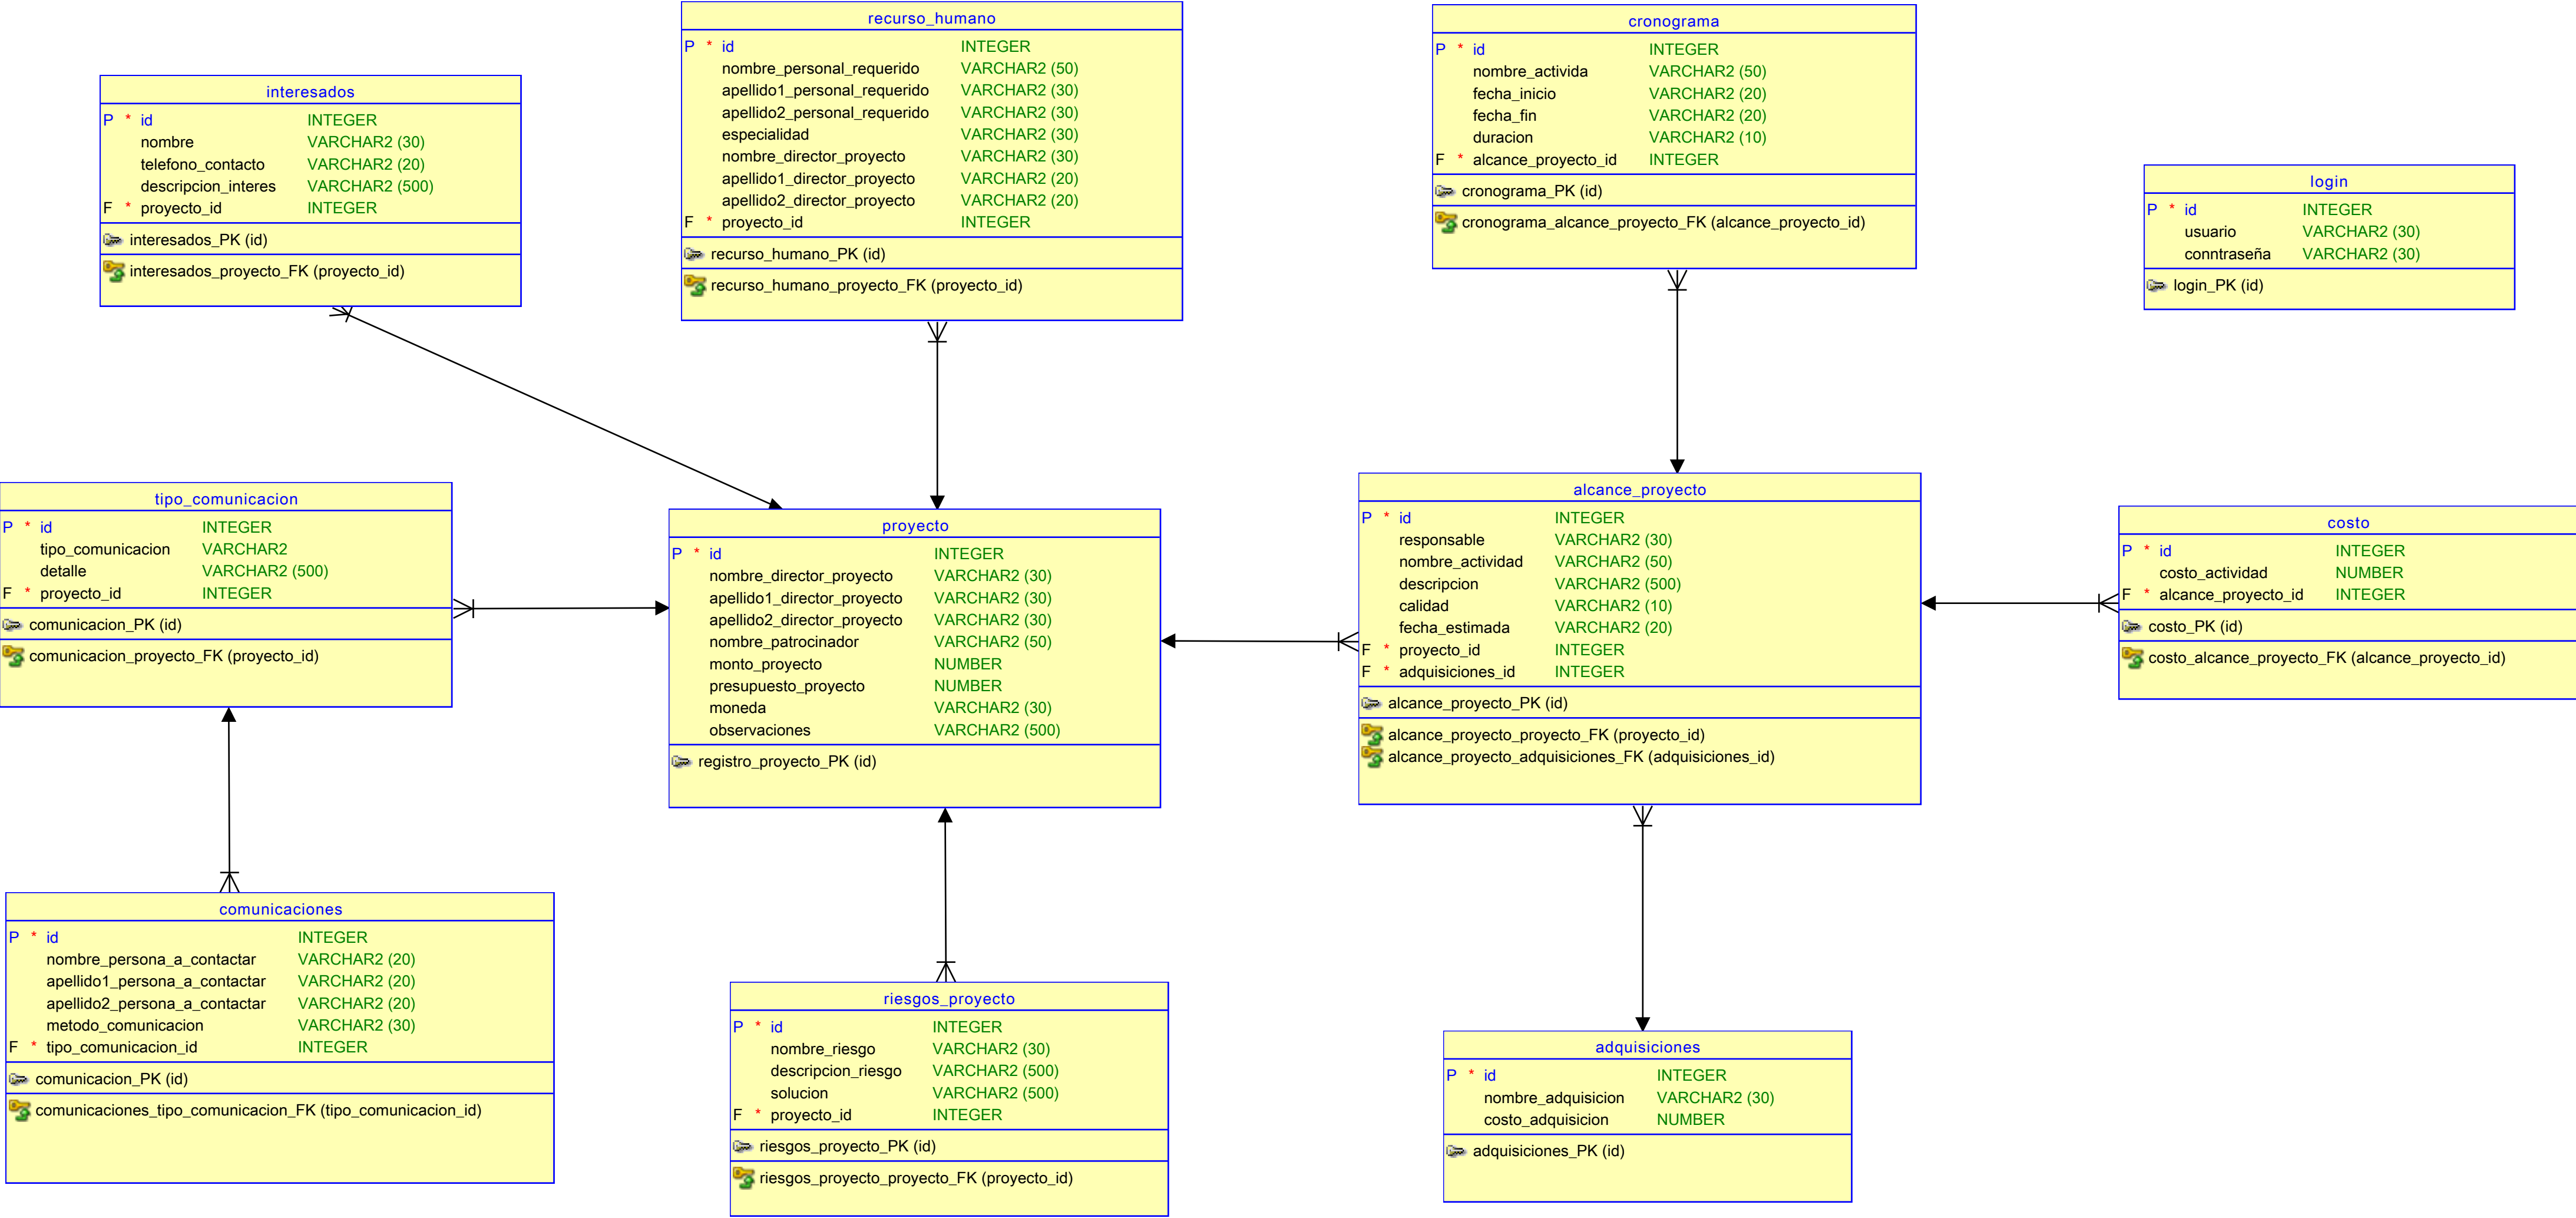 recurso_humano
P * id INTEGER
nombre_personal_requerido VARCHAR2 (50)
apellido1_personal_requerido VARCHAR2 (30)
apellido2_personal_requerido VARCHAR2 (30)
especialidad VARCHAR2 (30)
nombre_director_proyecto VARCHAR2 (30)
apellido1_director_proyecto VARCHAR2 (20)
apellido2_director_proyecto VARCHAR2 (20)
F * proyecto_id INTEGER
recurso_humano_PK (id)
recurso_humano_proyecto_FK (proyecto_id)
cronograma
P * id INTEGER
nombre_activida VARCHAR2 (50)
fecha_inicio VARCHAR2 (20)
fecha_fin VARCHAR2 (20)
duracion VARCHAR2 (10)
F * alcance_proyecto_id INTEGER
cronograma_PK (id)
cronograma_alcance_proyecto_FK (alcance_proyecto_id)
interesados
P * id INTEGER
nombre VARCHAR2 (30)
telefono_contacto VARCHAR2 (20)
descripcion_interes VARCHAR2 (500)
F * proyecto_id INTEGER
interesados_PK (id)
interesados_proyecto_FK (proyecto_id)
login
P * id INTEGER
usuario VARCHAR2 (30)
conntraseña VARCHAR2 (30)
login_PK (id)
tipo_comunicacion
P * id INTEGER
tipo_comunicacion VARCHAR2
detalle VARCHAR2 (500)
F * proyecto_id INTEGER
comunicacion_PK (id)
comunicacion_proyecto_FK (proyecto_id)
proyecto
P * id INTEGER
nombre_director_proyecto VARCHAR2 (30)
apellido1_director_proyecto VARCHAR2 (30)
apellido2_director_proyecto VARCHAR2 (30)
nombre_patrocinador VARCHAR2 (50)
monto_proyecto NUMBER
presupuesto_proyecto NUMBER
moneda VARCHAR2 (30)
observaciones VARCHAR2 (500)
registro_proyecto_PK (id)
alcance_proyecto
P * id INTEGER
responsable VARCHAR2 (30)
nombre_actividad VARCHAR2 (50)
descripcion VARCHAR2 (500)
calidad VARCHAR2 (10)
fecha_estimada VARCHAR2 (20)
F * proyecto_id INTEGER
F * adquisiciones_id INTEGER
alcance_proyecto_PK (id)
alcance_proyecto_proyecto_FK (proyecto_id)
alcance_proyecto_adquisiciones_FK (adquisiciones_id)
costo
P * id INTEGER
costo_actividad NUMBER
F * alcance_proyecto_id INTEGER
costo_PK (id)
costo_alcance_proyecto_FK (alcance_proyecto_id)
comunicaciones
P * id INTEGER
nombre_persona_a_contactar VARCHAR2 (20)
apellido1_persona_a_contactar VARCHAR2 (20)
apellido2_persona_a_contactar VARCHAR2 (20)
metodo_comunicacion VARCHAR2 (30)
F * tipo_comunicacion_id INTEGER
comunicacion_PK (id)
comunicaciones_tipo_comunicacion_FK (tipo_comunicacion_id)
riesgos_proyecto
P * id INTEGER
nombre_riesgo VARCHAR2 (30)
descripcion_riesgo VARCHAR2 (500)
solucion VARCHAR2 (500)
F * proyecto_id INTEGER
riesgos_proyecto_PK (id)
riesgos_proyecto_proyecto_FK (proyecto_id)
adquisiciones
P * id INTEGER
nombre_adquisicion VARCHAR2 (30)
costo_adquisicion NUMBER
adquisiciones_PK (id)